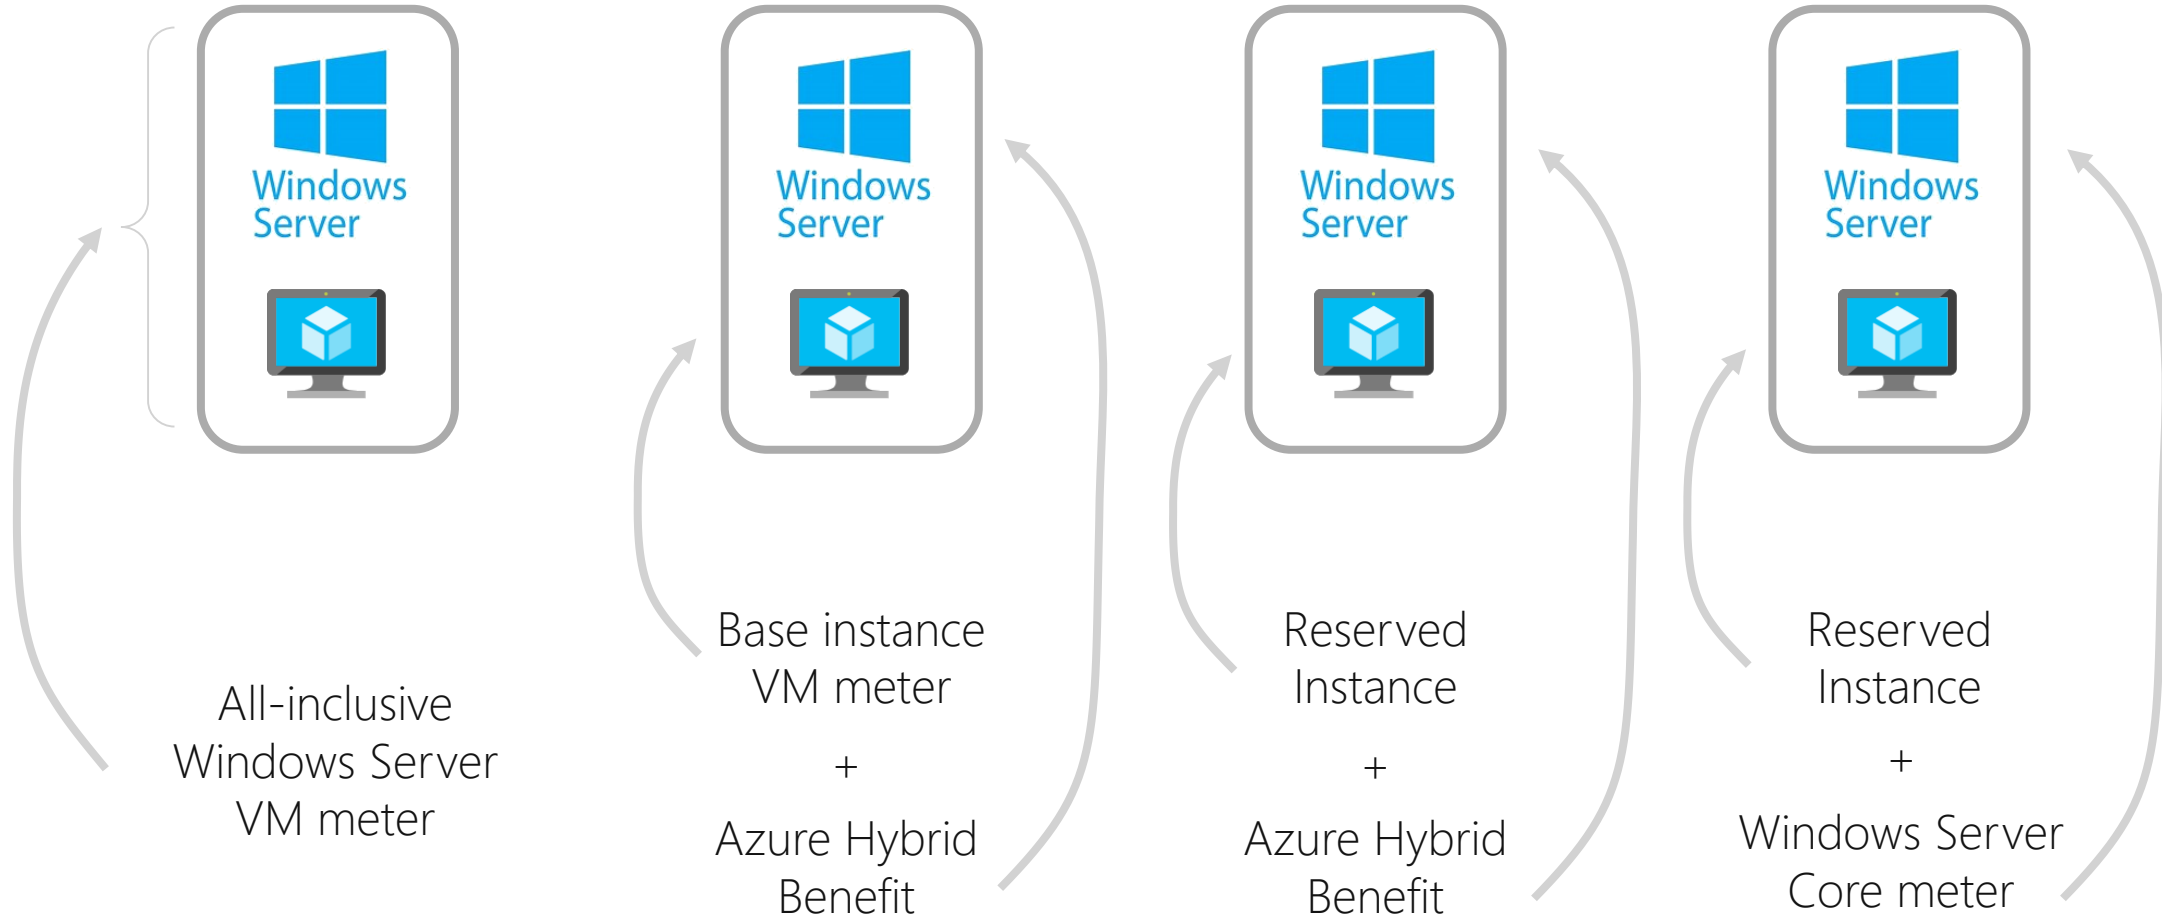 Windows
Server
Windows
Server
Windows
Server
Windows
Server
All-inclusive
Windows Server
VM meter
Base instance
VM meter
+
Azure Hybrid
Benefit
Reserved
Instance
+
Azure Hybrid
Benefit
Reserved
Instance
+
Windows Server
Core meter